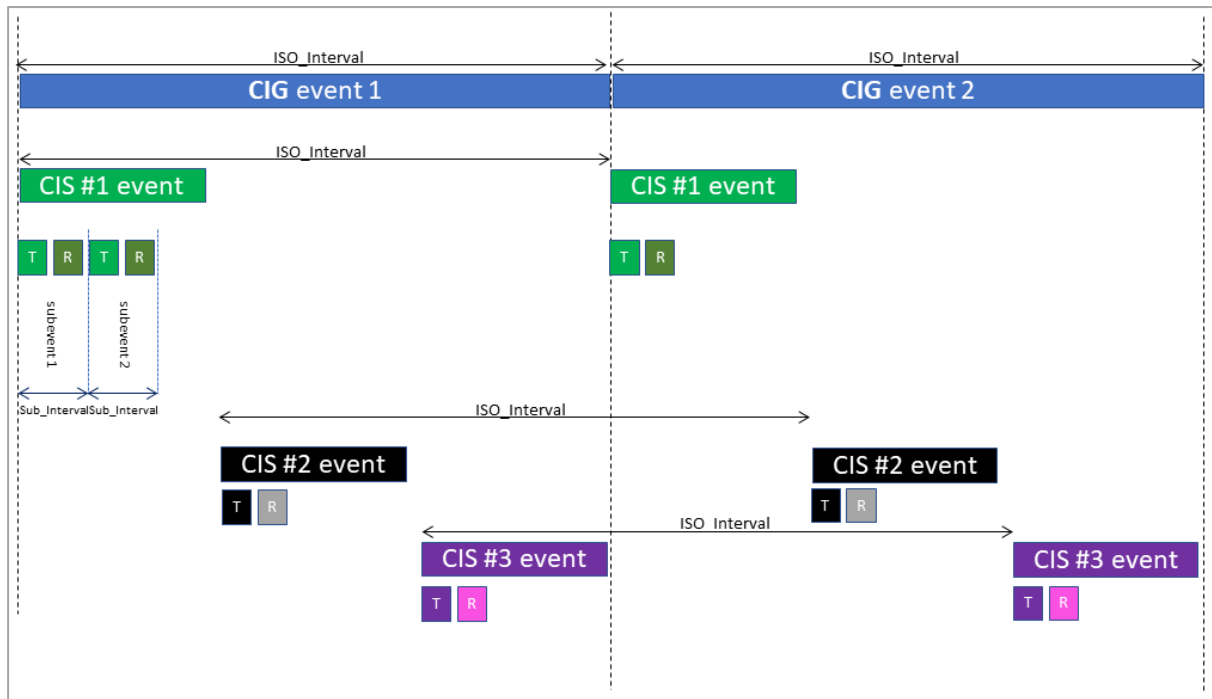 ISO_Interval
ISO_Interval
CIG event 1
CIG event 2
ISO_Interval
CIS #1 event
CIS #1 event
T
R
T
R
T
R
subevent 1
subevent 2
Sub_Interval
Sub_Interval
ISO_Interval
CIS #2 event
CIS #2 event
T
R
T
R
ISO_Interval
CIS #3 event
CIS #3 event
T
R
T
R